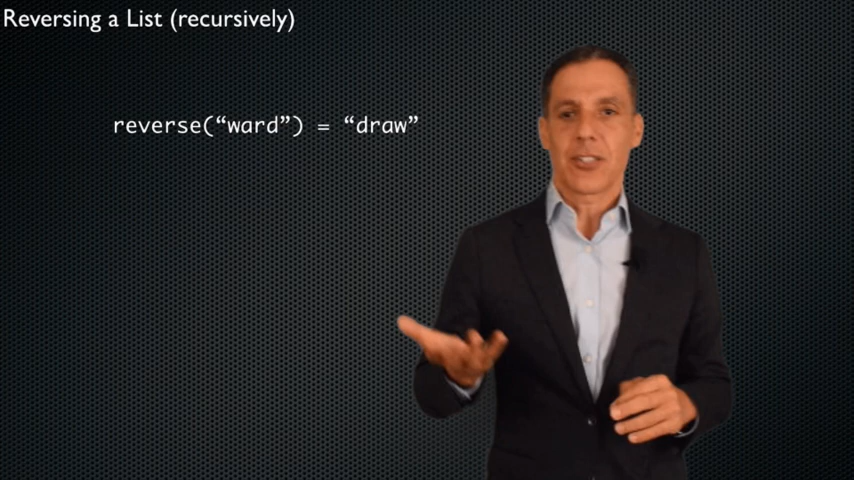 Reversing a List (recursively)
reverse(“ward”) = “draw”